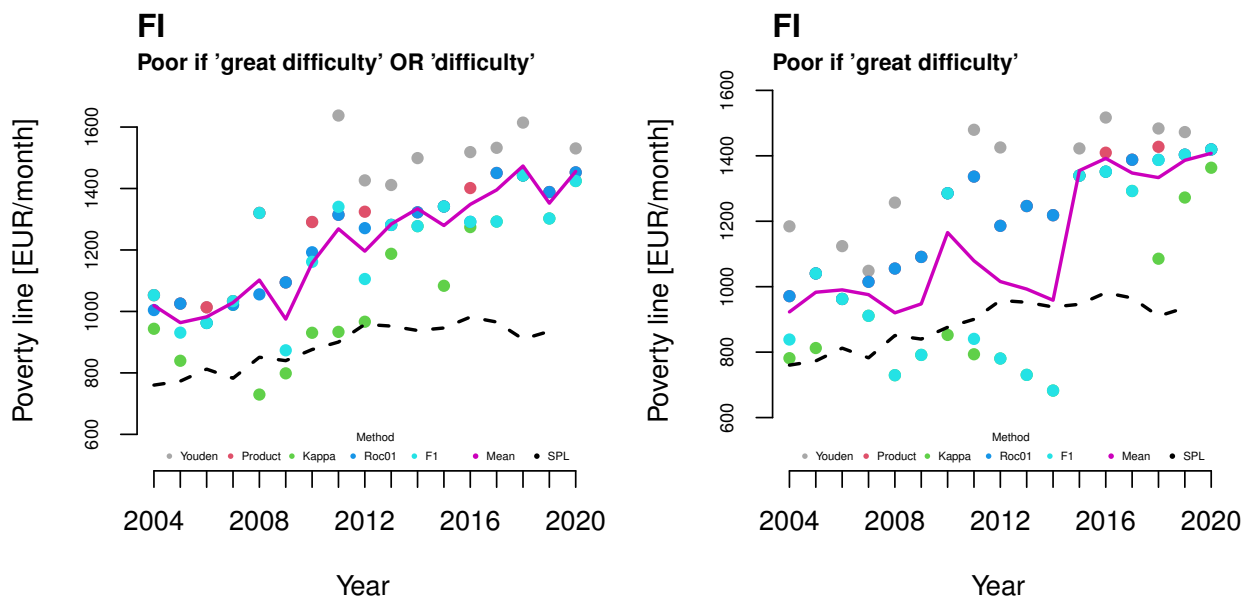 FI
Poor if ’great difficulty’ OR ’difficulty’
Poverty line [EUR/month]
1600
1400
1200
1000
800
600
Method
Youden Product Kappa Roc01 F1 Mean SPL
2004 2008 2012 2016 2020
Year
FI
Poor if ’great difficulty’
Poverty line [EUR/month]
1600
1400
1200
1000
800
600
Method
Youden Product Kappa Roc01 F1 Mean SPL
2004 2008 2012 2016 2020
Year